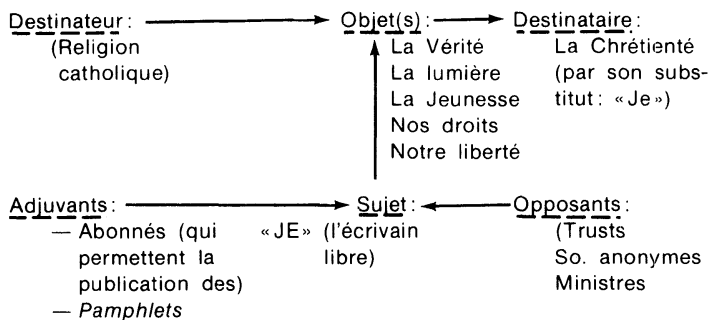 Destinateur :
(Religion
catholique)
Objet(s) :
La Vérité
La lumière
La Jeunesse
Nos droits
Notre liberté
Destinataire :
La Chrétienté
(par son subs-
titut : «Je»)
Adjuvants :
— Abonnés (qui
permettent la
publication des)
— Pamphlets
Sujet :
«JE» (l'écrivain
libre)
Opposants :
(Trusts
So. anonymes
Ministres